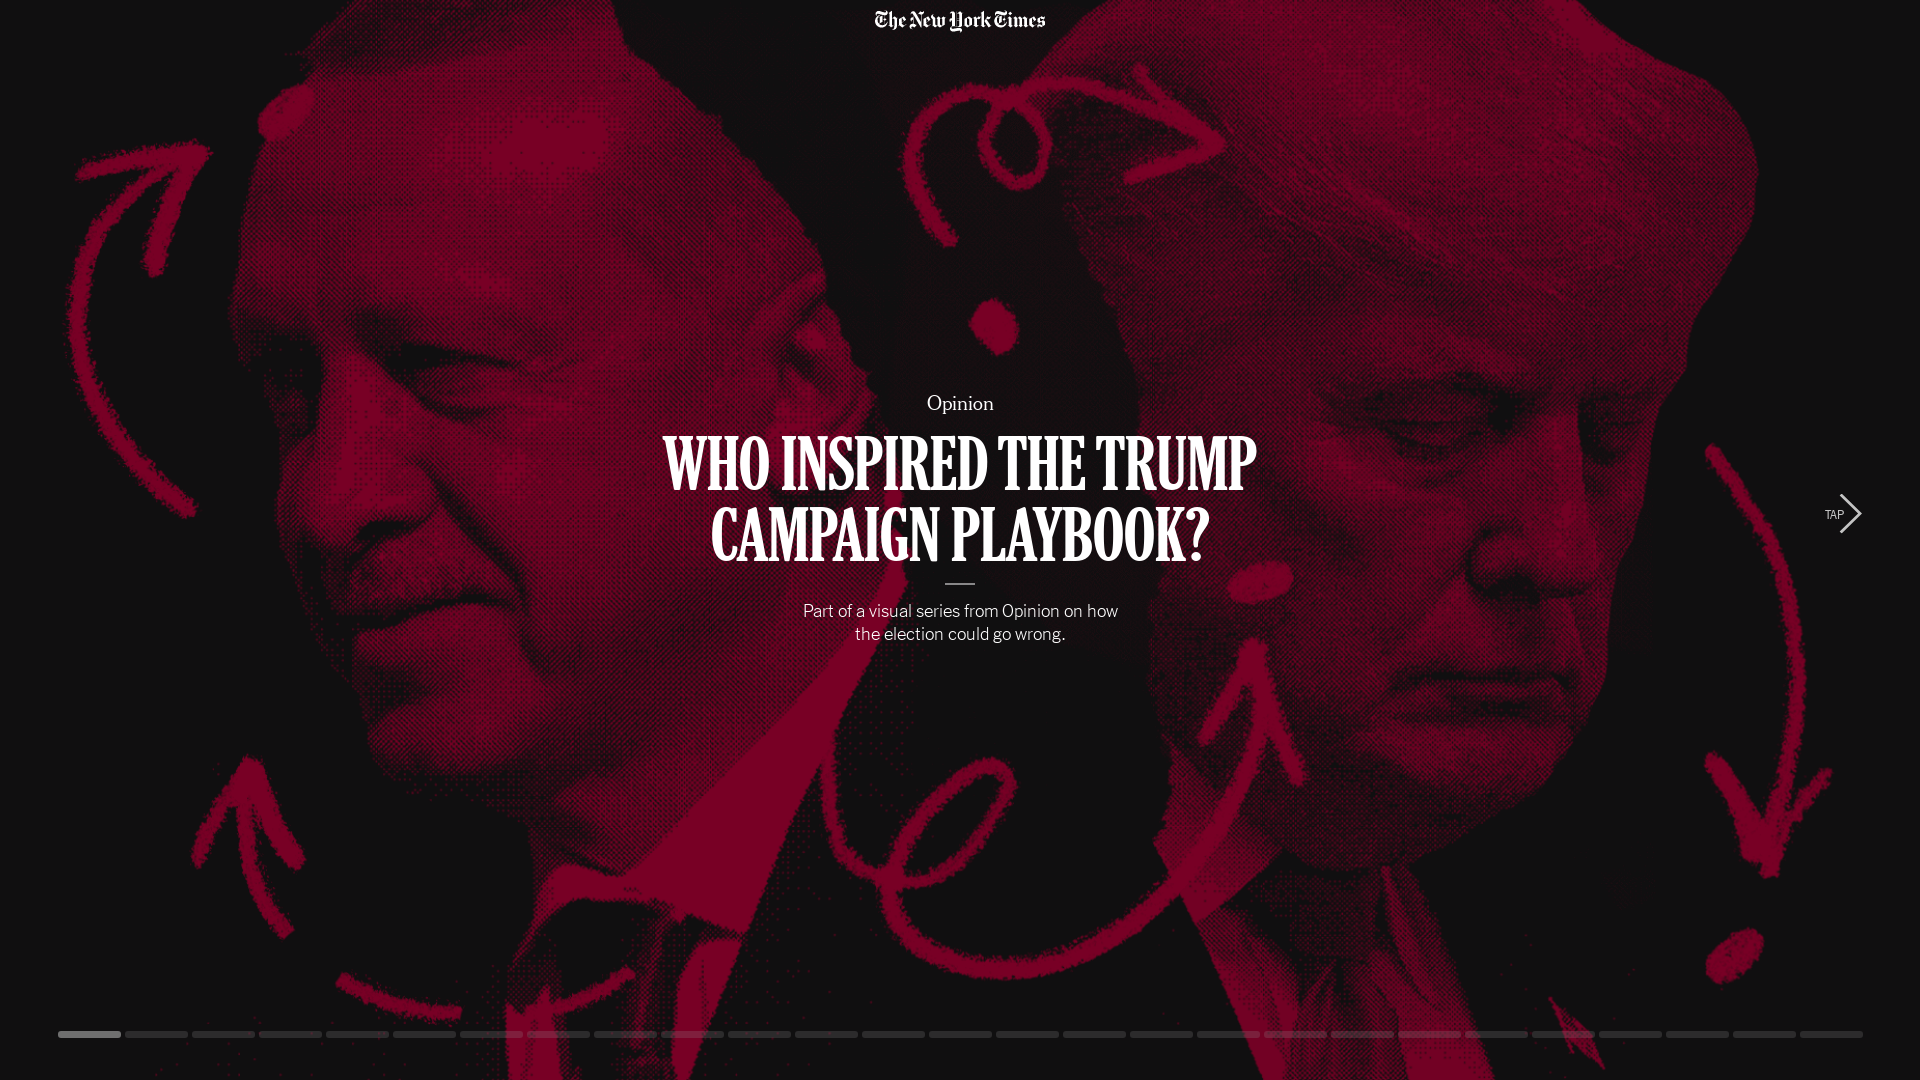 The New York Times
Opinion
WHO INSPIRED THE TRUMP
CAMPAIGN PLAYBOOK?
TAP
Part of a visual series from Opinion on how
the election could go wrong.